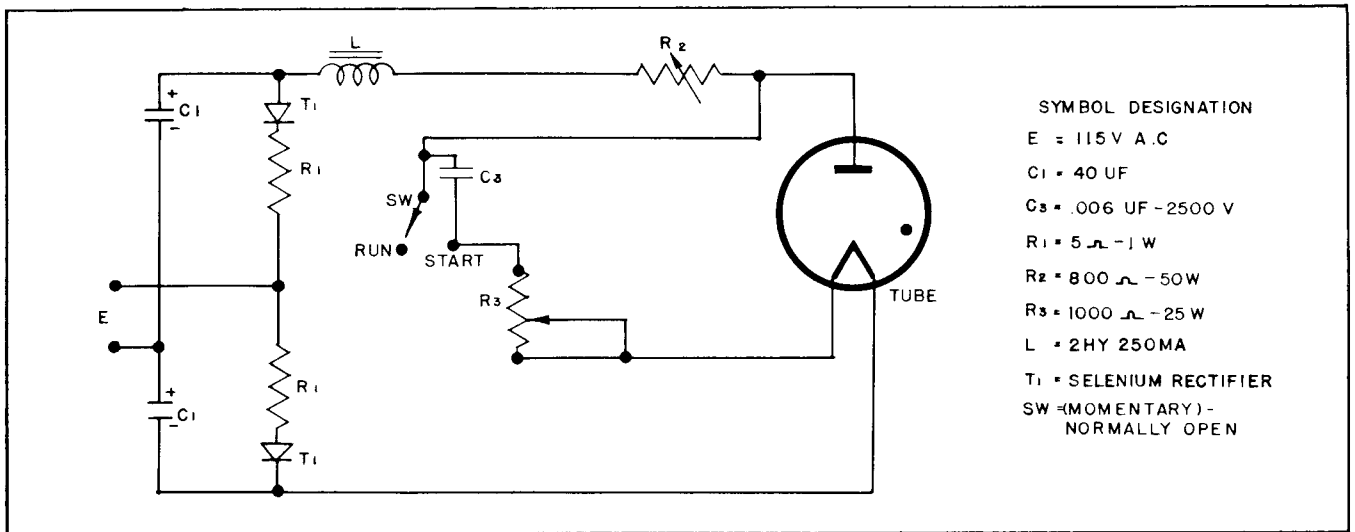 L
R2
+
C1
-
T1
R1
C3
SW
RUN
START
E
R3
TUBE
R1
+
C1
-
T1
SYMBOL DESIGNATION
E = 115V A.C
C1 = 40 UF
C3 = .006 UF - 2500 V
R1 = 5 Ω - 1 W
R2 = 800 Ω - 50 W
R3 = 1000 Ω - 25 W
L = 2HY 250MA
T1 = SELENIUM RECTIFIER
SW =(MOMENTARY) -
NORMALLY OPEN